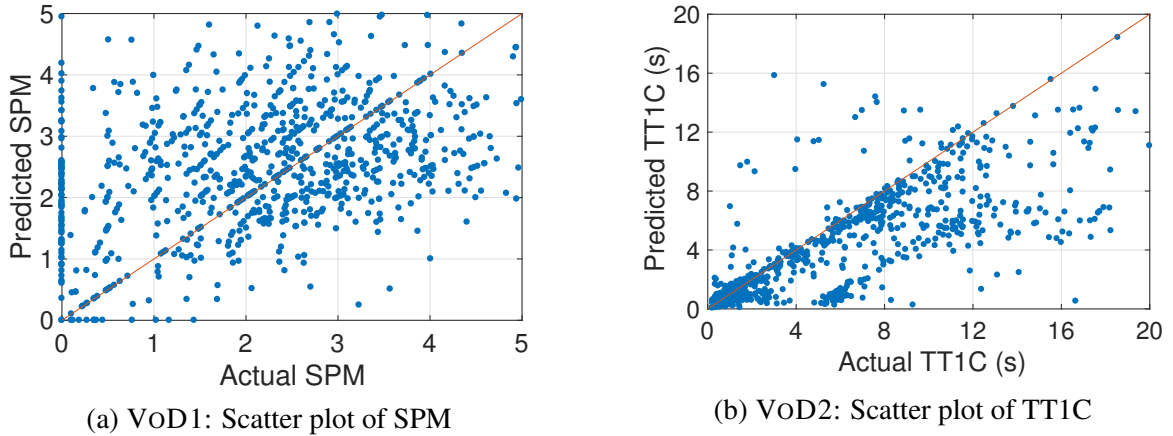 5
4
3
2
1
0
Predicted SPM
0 1 2 3 4 5
Actual SPM
(a) VOD1: Scatter plot of SPM
20
16
12
8
4
0
Predicted TT1C (s)
0 4 8 12 16 20
Actual TT1C (s)
(b) VOD2: Scatter plot of TT1C